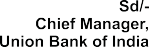 Sd/-
Chief Manager,
Union Bank of India